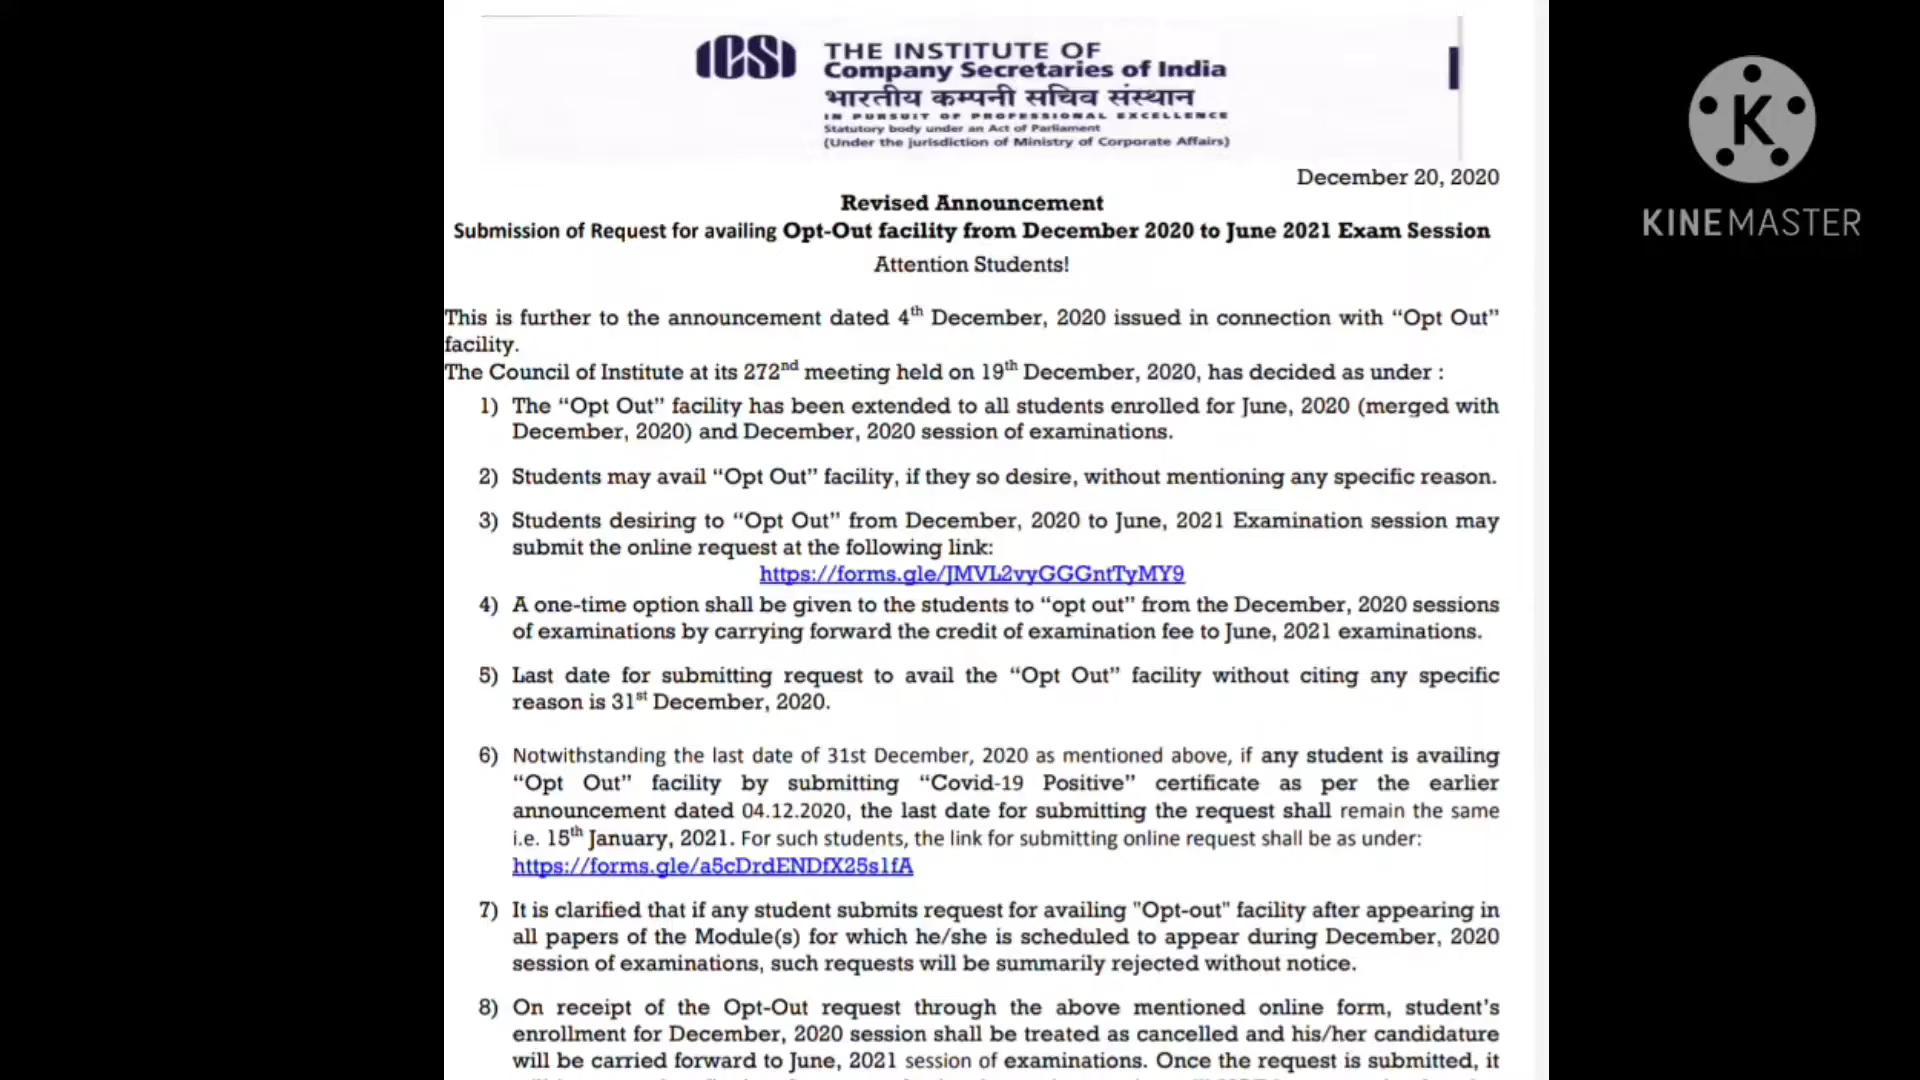 ICSI
THE INSTITUTE OF
Company Secretaries of India
भारतीय कम्पनी सचिव संस्थान
IN PURSUIT OF PROFESSIONAL EXCELLENCE
Statutory body under an Act of Parliament
(Under the jurisdiction of Ministry of Corporate Affairs)
K
KINEMASTER
December 20, 2020
Revised Announcement
Submission of Request for availing Opt-Out facility from December 2020 to June 2021 Exam Session
Attention Students!
This is further to the announcement dated 4th December, 2020 issued in connection with “Opt Out”
facility.
The Council of Institute at its 272nd meeting held on 19th December, 2020, has decided as under :
1) The “Opt Out” facility has been extended to all students enrolled for June, 2020 (merged with
December, 2020) and December, 2020 session of examinations.
2) Students may avail “Opt Out” facility, if they so desire, without mentioning any specific reason.
3) Students desiring to “Opt Out” from December, 2020 to June, 2021 Examination session may
submit the online request at the following link:
https://forms.gle/JMVL2vyGGGntTyMY9
4) A one-time option shall be given to the students to “opt out” from the December, 2020 sessions
of examinations by carrying forward the credit of examination fee to June, 2021 examinations.
5) Last date for submitting request to avail the “Opt Out” facility without citing any specific
reason is 31st December, 2020.
6) Notwithstanding the last date of 31st December, 2020 as mentioned above, if any student is availing
“Opt Out” facility by submitting “Covid-19 Positive” certificate as per the earlier
announcement dated 04.12.2020, the last date for submitting the request shall remain the same
i.e. 15th January, 2021. For such students, the link for submitting online request shall be as under:
https://forms.gle/a5cDrdENDfX25s1fA
7) It is clarified that if any student submits request for availing "Opt-out" facility after appearing in
all papers of the Module(s) for which he/she is scheduled to appear during December, 2020
session of examinations, such requests will be summarily rejected without notice.
8) On receipt of the Opt-Out request through the above mentioned online form, student’s
enrollment for December, 2020 session shall be treated as cancelled and his/her candidature
will be carried forward to June, 2021 session of examinations. Once the request is submitted, it